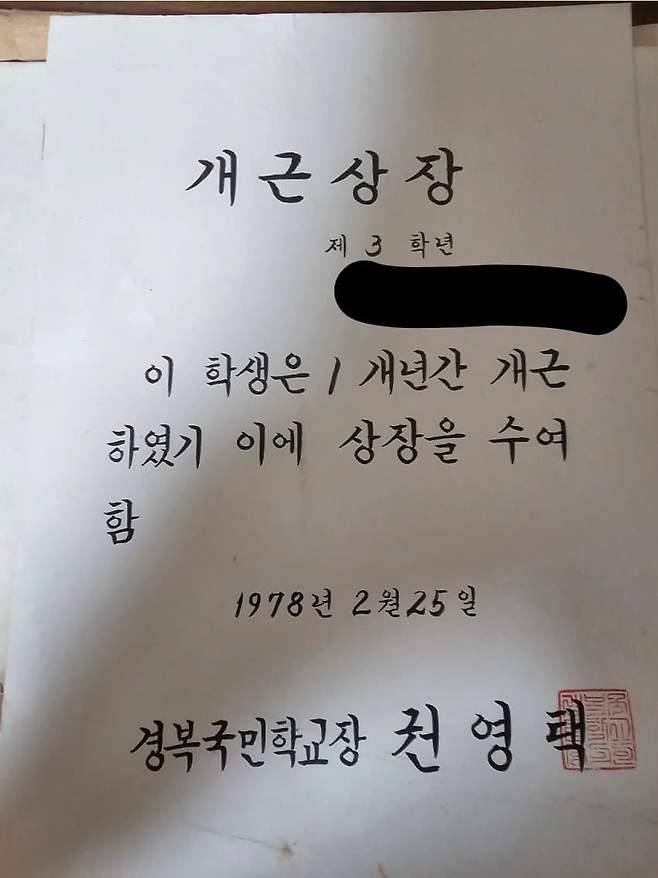 개근상장
제 3 학년
이 학생은 1 개년간 개근
하였기 이에 상장을 수여
함
1978년 2월 25일
경복국민학교장 권영택